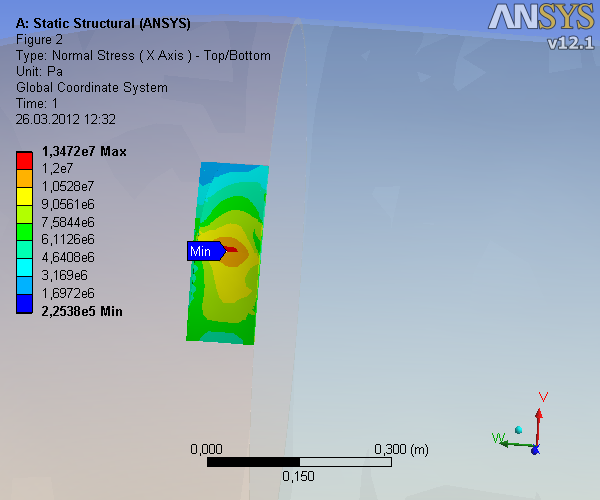 ANSYS
v12.1
A: Static Structural (ANSYS)
Figure 2
Type: Normal Stress ( X Axis ) - Top/Bottom
Unit: Pa
Global Coordinate System
Time: 1
26.03.2012 12:32
1,3472e7 Max
1,2e7
1,0528e7
9,0561e6
7,5844e6
6,1126e6
4,6408e6
3,169e6
1,6972e6
2,2538e5 Min
Min
V
W
0,000
0,300 (m)
0,150